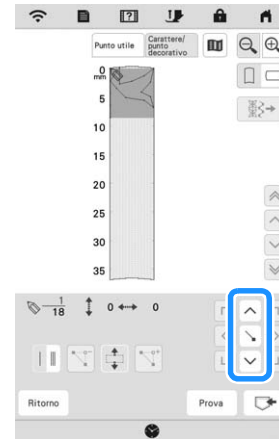 Punto utile
Carattere/
punto
decorativo
0
mm
5
10
15
20
25
30
35
1
18
0
0
Ritorno
Prova